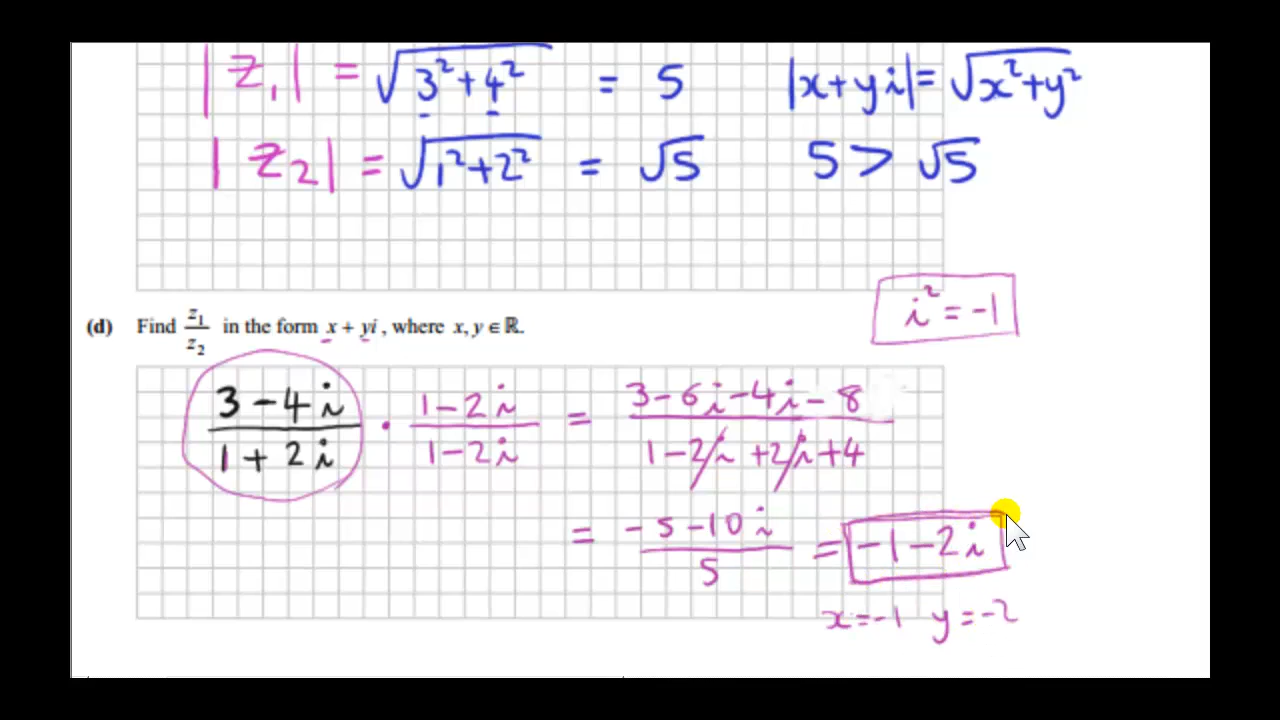 |z₁| = √(3²+4²) = 5 |x+yi| = √(x²+y²)
|z₂| = √(1²+2²) = √5 5 > √5
i² = -1
(d) Find z₁/z₂ in the form x + yi, where x, y ∈ ℝ.
(3-4i)/(1+2i) · (1-2i)/(1-2i) = (3-6i-4i-8)/(1-2i+2i+4)
= (-5-10i)/5 = -1-2i
x=-1 y=-2